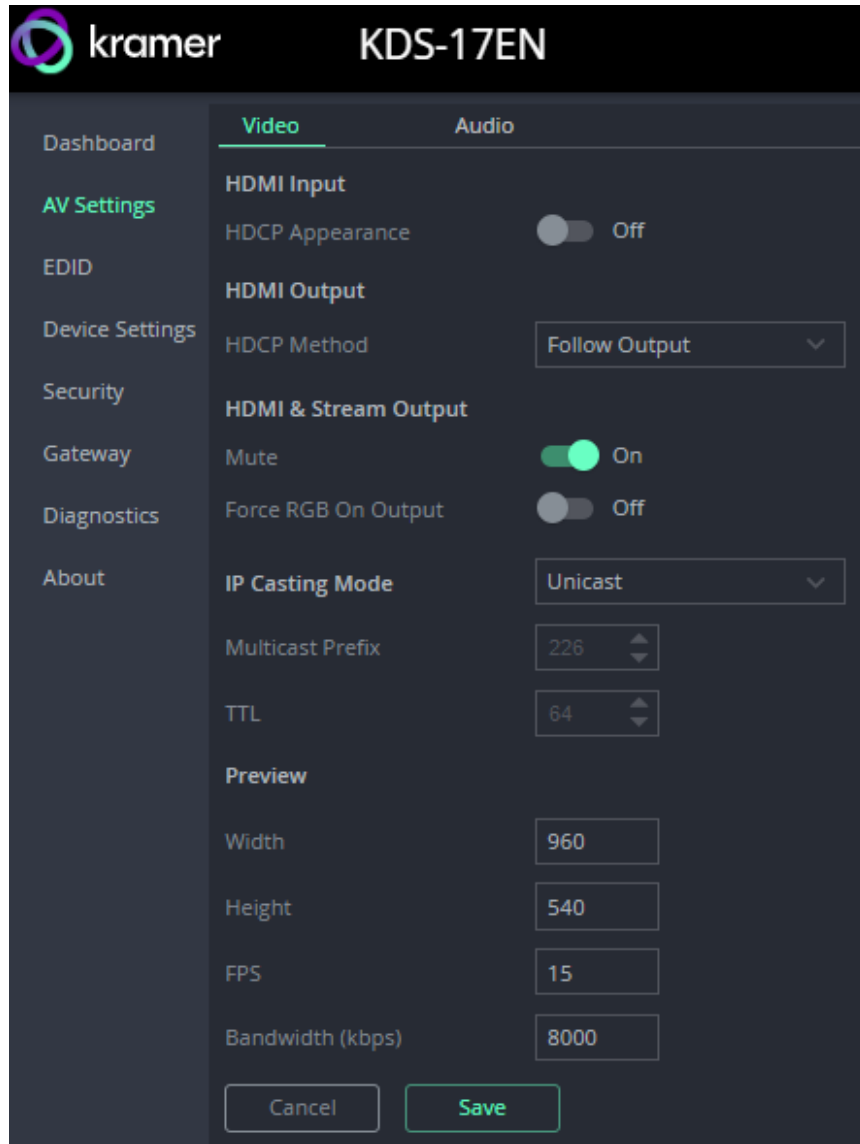 kramer KDS-17EN
Video Audio
Dashboard
HDMI Input
AV Settings
HDCP Appearance Off
EDID
HDMI Output
Device Settings
HDCP Method Follow Output
Security
HDMI & Stream Output
Gateway
Mute On
Diagnostics
Force RGB On Output Off
About
IP Casting Mode Unicast
Multicast Prefix 226
TTL 64
Preview
Width 960
Height 540
FPS 15
Bandwidth (kbps) 8000
Cancel Save